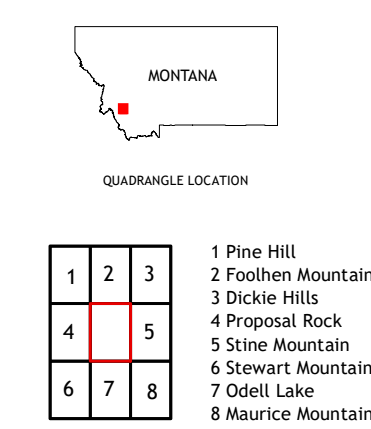 MONTANA
QUADRANGLE LOCATION
1 2 3
4 5
6 7 8
1 Pine Hill
2 Foolhen Mountain
3 Dickie Hills
4 Proposal Rock
5 Stine Mountain
6 Stewart Mountain
7 Odell Lake
8 Maurice Mountain